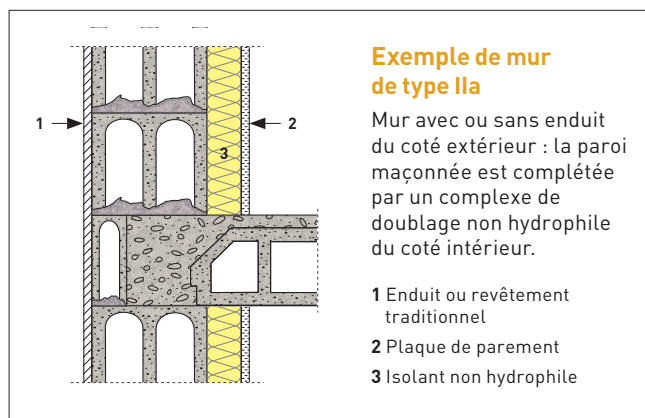 Exemple de mur
de type IIa
Mur avec ou sans enduit
du coté extérieur : la paroi
maçonnée est complétée
par un complexe de
doublage non hydrophile
du coté intérieur.
1 Enduit ou revêtement
traditionnel
2 Plaque de parement
3 Isolant non hydrophile
1
2
3